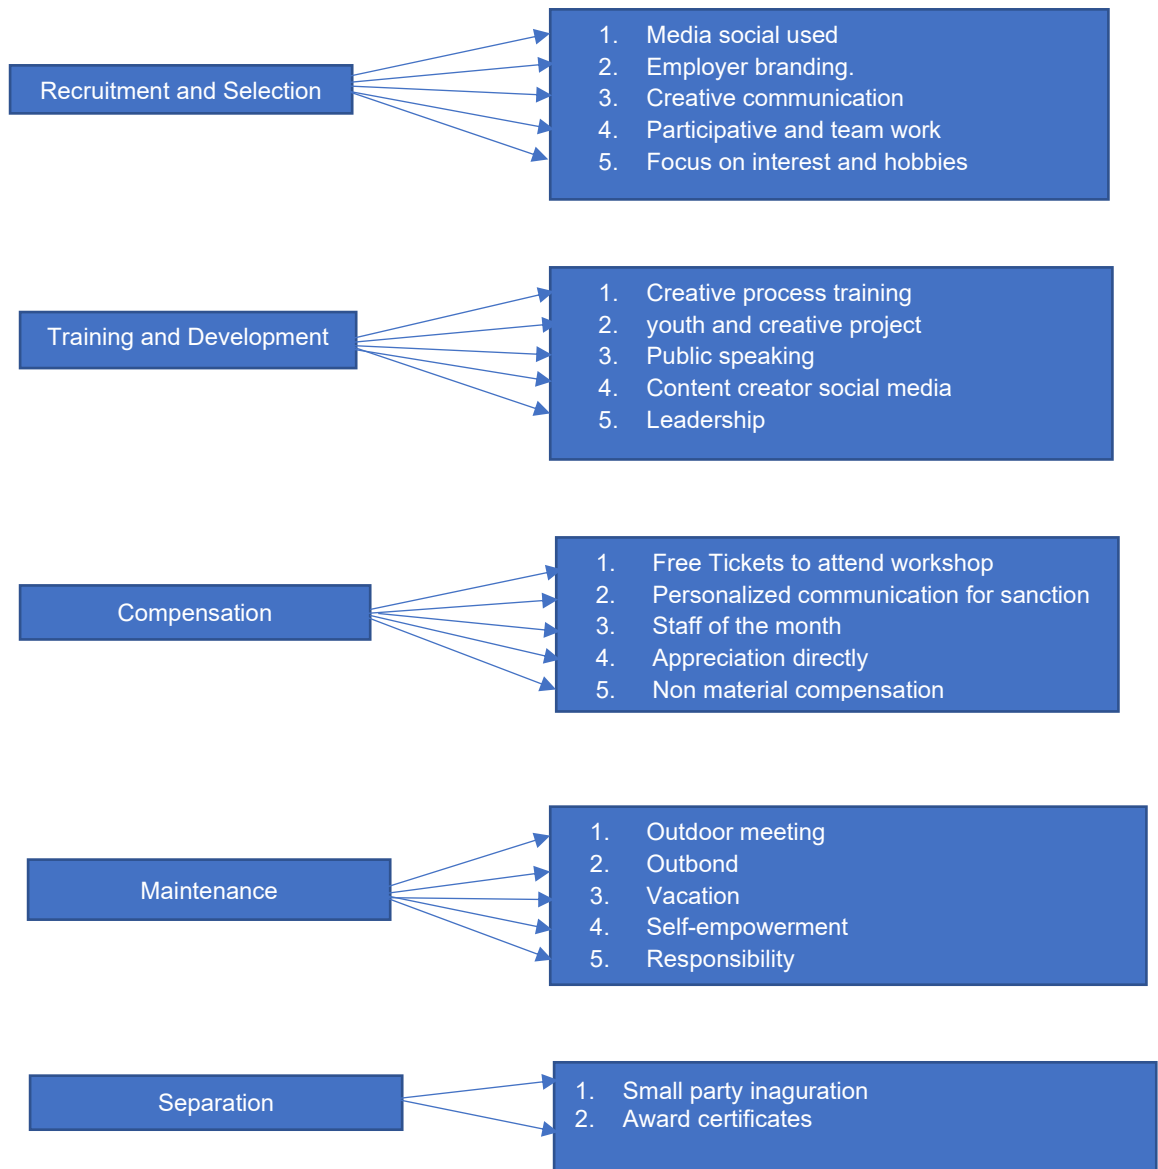 Recruitment and Selection
1. Media social used
2. Employer branding.
3. Creative communication
4. Participative and team work
5. Focus on interest and hobbies
Training and Development
1. Creative process training
2. youth and creative project
3. Public speaking
4. Content creator social media
5. Leadership
Compensation
1. Free Tickets to attend workshop
2. Personalized communication for sanction
3. Staff of the month
4. Appreciation directly
5. Non material compensation
Maintenance
1. Outdoor meeting
2. Outbond
3. Vacation
4. Self-empowerment
5. Responsibility
Separation
1. Small party inaguration
2. Award certificates